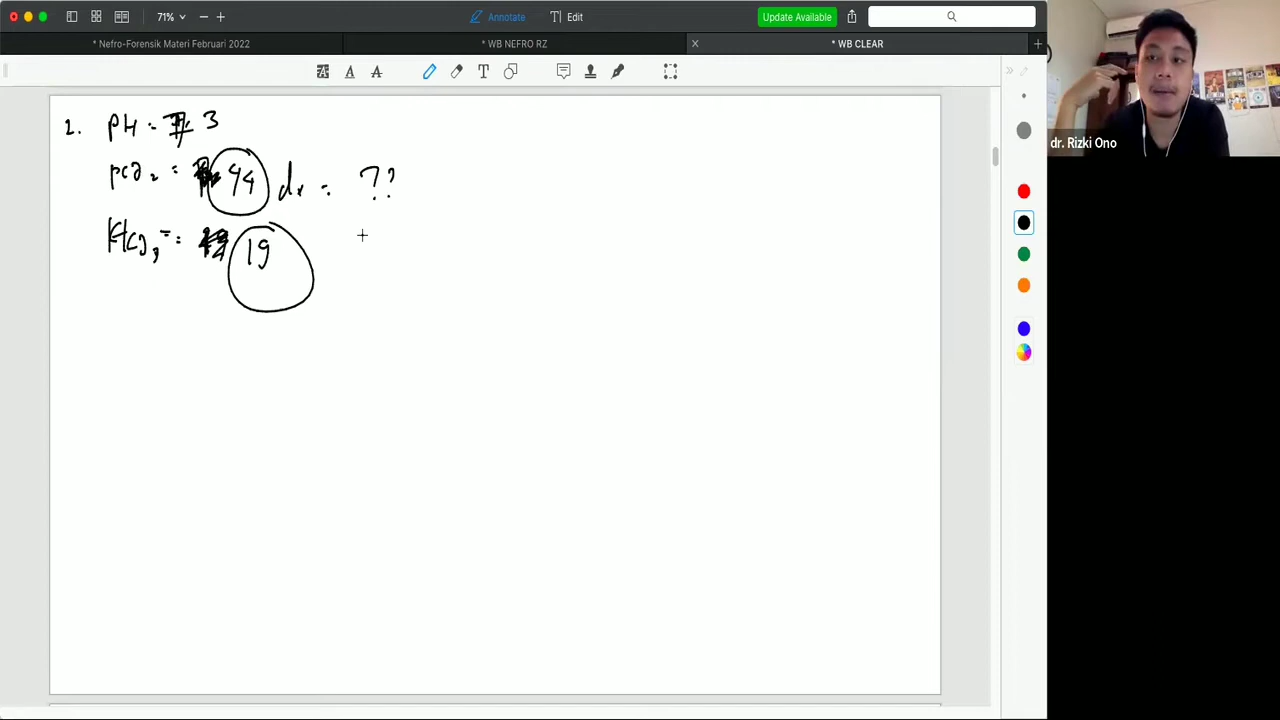 71%
Annotate
Edit
Update Available
* Nefro-Forensik Materi Februari 2022
* WB NEFRO RZ
* WB CLEAR
dr. Rizki Ono
2. pH = 3
pCO2 = 44 dx = ??
HCO3- = 19